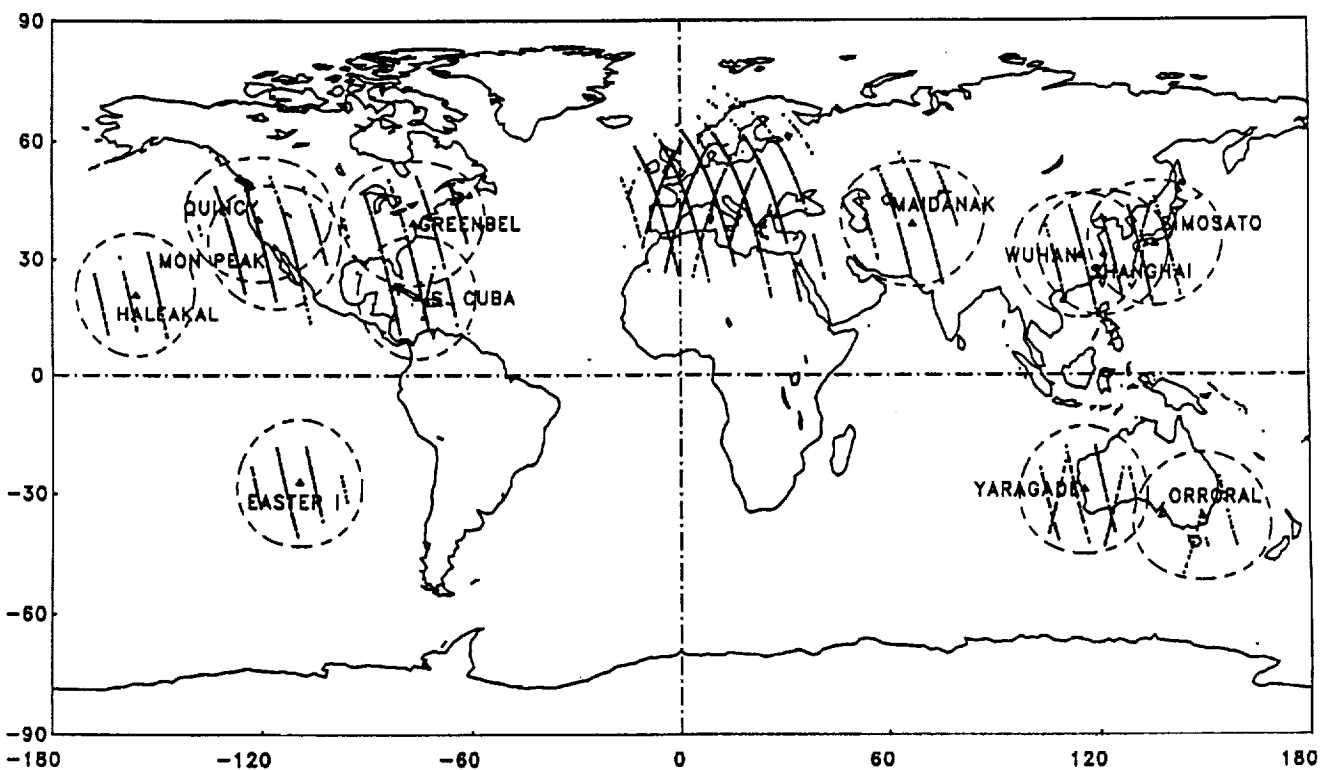 90
60
QUINCY
GREENBEL
MAIDANAK
SIMOSATO
30
MON PEAK
WUHAN
SHANGHAI
HALEAKAL
S. CUBA
0
-30
EASTER I
YARAGADE
ORRORAL
-60
-90
-180 -120 -60 0 60 120 180